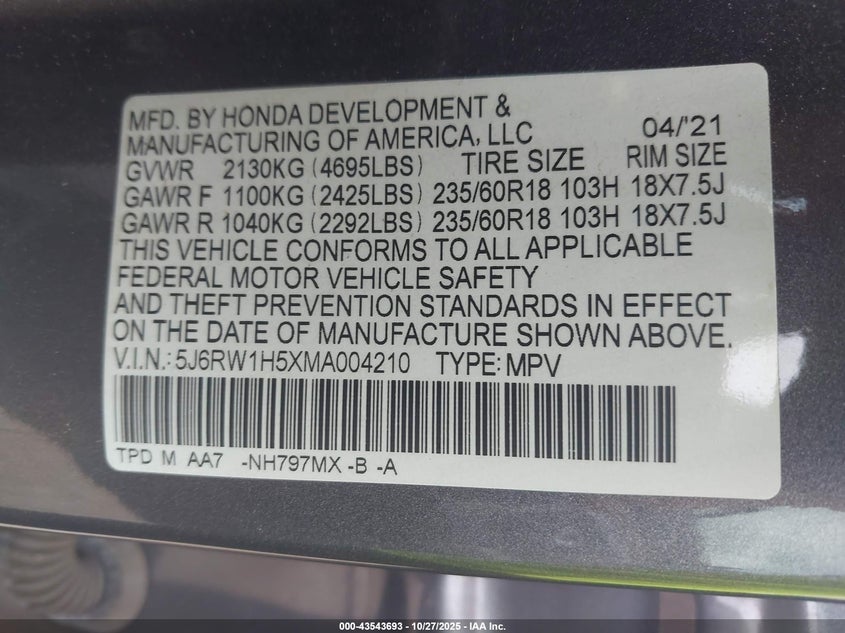 MFD. BY HONDA DEVELOPMENT &
MANUFACTURING OF AMERICA, LLC 04/'21
GVWR 2130KG (4695LBS) TIRE SIZE RIM SIZE
GAWR F 1100KG (2425LBS) 235/60R18 103H 18X7.5J
GAWR R 1040KG (2292LBS) 235/60R18 103H 18X7.5J
THIS VEHICLE CONFORMS TO ALL APPLICABLE
FEDERAL MOTOR VEHICLE SAFETY
AND THEFT PREVENTION STANDARDS IN EFFECT
ON THE DATE OF MANUFACTURE SHOWN ABOVE.
V.I.N.: 5J6RW1H5XMA004210 TYPE: MPV
TPD M AA7 -NH797MX -B -A
000-43543693 | 10/27/2025 | IAA Inc.